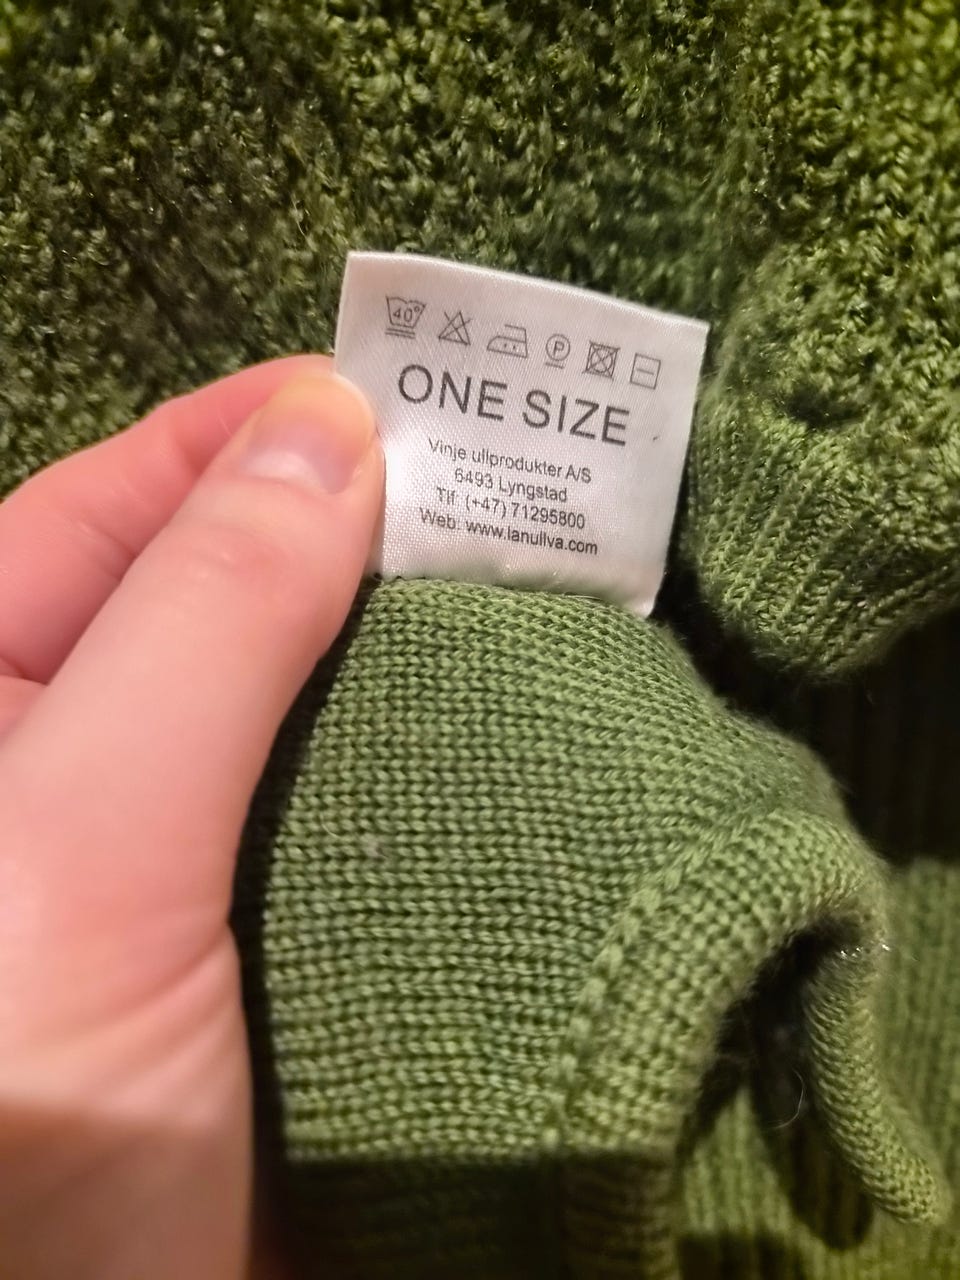 40°
P
ONE SIZE
Vinje ullprodukter A/S
6493 Lyngstad
Tlf: (+47) 71295800
Web: www.lanullva.com